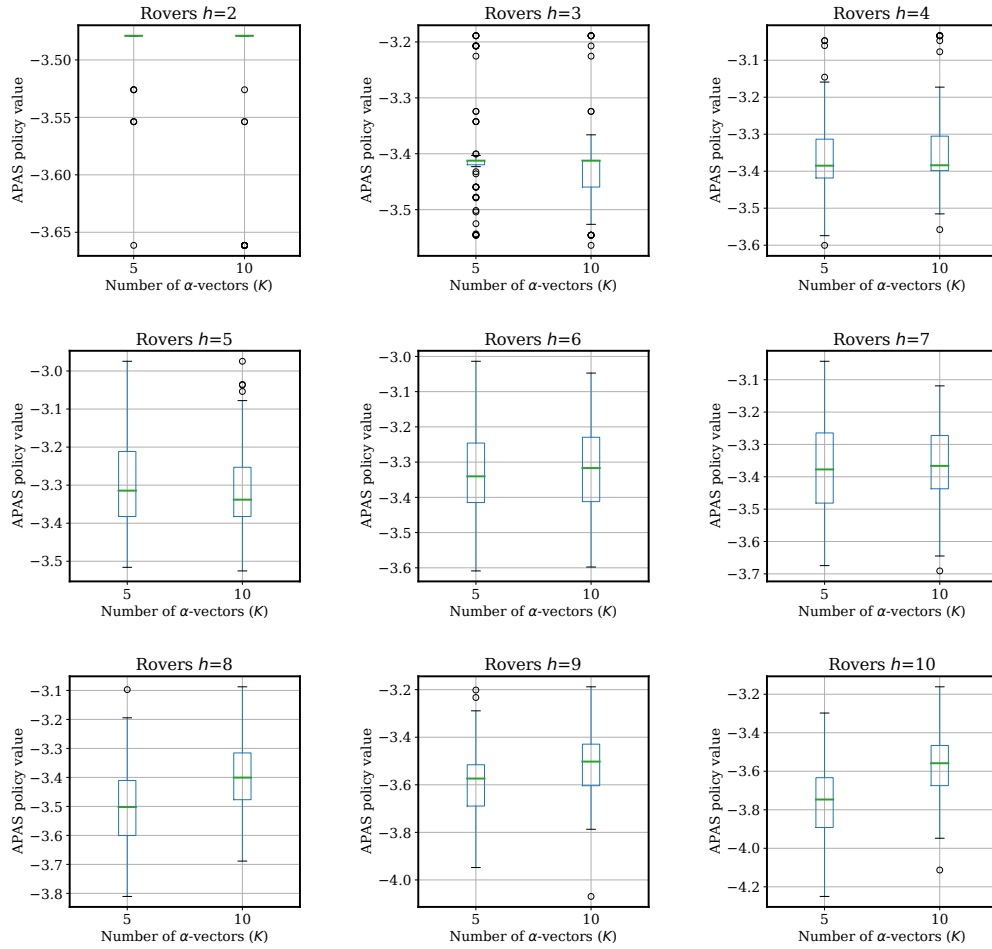 Rovers h=2
APAS policy value
−3.50
−3.55
−3.60
−3.65
5
10
Number of α-vectors (K)
Rovers h=3
APAS policy value
−3.2
−3.3
−3.4
−3.5
5
10
Number of α-vectors (K)
Rovers h=4
APAS policy value
−3.1
−3.2
−3.3
−3.4
−3.5
−3.6
5
10
Number of α-vectors (K)
Rovers h=5
APAS policy value
−3.0
−3.1
−3.2
−3.3
−3.4
−3.5
5
10
Number of α-vectors (K)
Rovers h=6
APAS policy value
−3.0
−3.1
−3.2
−3.3
−3.4
−3.5
−3.6
5
10
Number of α-vectors (K)
Rovers h=7
APAS policy value
−3.1
−3.2
−3.3
−3.4
−3.5
−3.6
−3.7
5
10
Number of α-vectors (K)
Rovers h=8
APAS policy value
−3.1
−3.2
−3.3
−3.4
−3.5
−3.6
−3.7
−3.8
5
10
Number of α-vectors (K)
Rovers h=9
APAS policy value
−3.2
−3.4
−3.6
−3.8
−4.0
5
10
Number of α-vectors (K)
Rovers h=10
APAS policy value
−3.2
−3.4
−3.6
−3.8
−4.0
−4.2
5
10
Number of α-vectors (K)